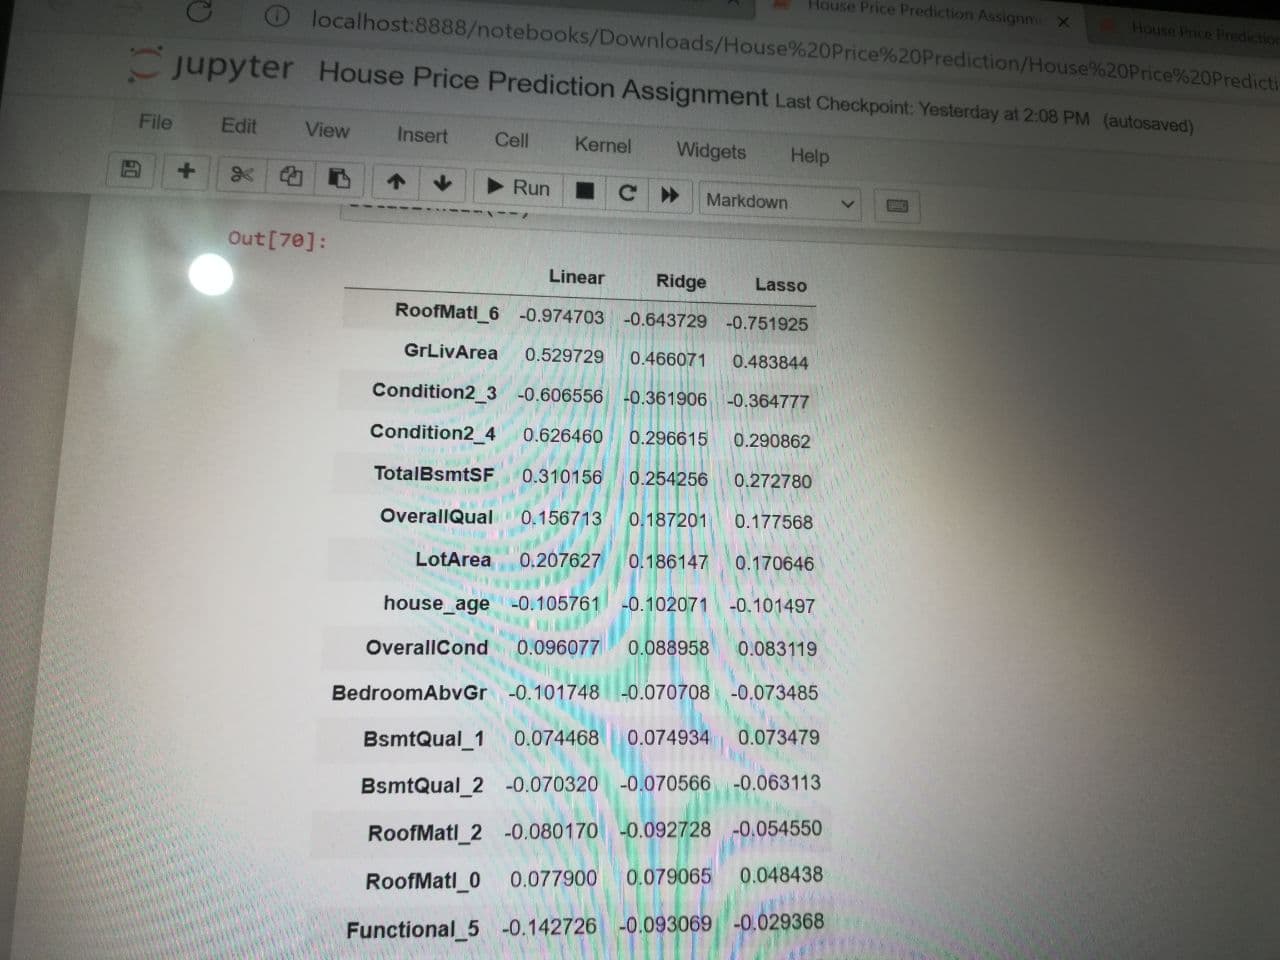 House Price Prediction Assignm
House Price Prediction
localhost:8888/notebooks/Downloads/House%20Price%20Prediction/House%20Price%20Predicti
jupyter House Price Prediction Assignment Last Checkpoint: Yesterday at 2:08 PM (autosaved)
File Edit View Insert Cell Kernel Widgets Help
Run Markdown
Out[70]:
Linear Ridge Lasso
RoofMatl_6 -0.974703 -0.643729 -0.751925
GrLivArea 0.529729 0.466071 0.483844
Condition2_3 -0.606556 -0.361906 -0.364777
Condition2_4 0.626460 0.296615 0.290862
TotalBsmtSF 0.310156 0.254256 0.272780
OverallQual 0.156713 0.187201 0.177568
LotArea 0.207627 0.186147 0.170646
house_age -0.105761 -0.102071 -0.101497
OverallCond 0.096077 0.088958 0.083119
BedroomAbvGr -0.101748 -0.070708 -0.073485
BsmtQual_1 0.074468 0.074934 0.073479
BsmtQual_2 -0.070320 -0.070566 -0.063113
RoofMatl_2 -0.080170 -0.092728 -0.054550
RoofMatl_0 0.077900 0.079065 0.048438
Functional_5 -0.142726 -0.093069 -0.029368